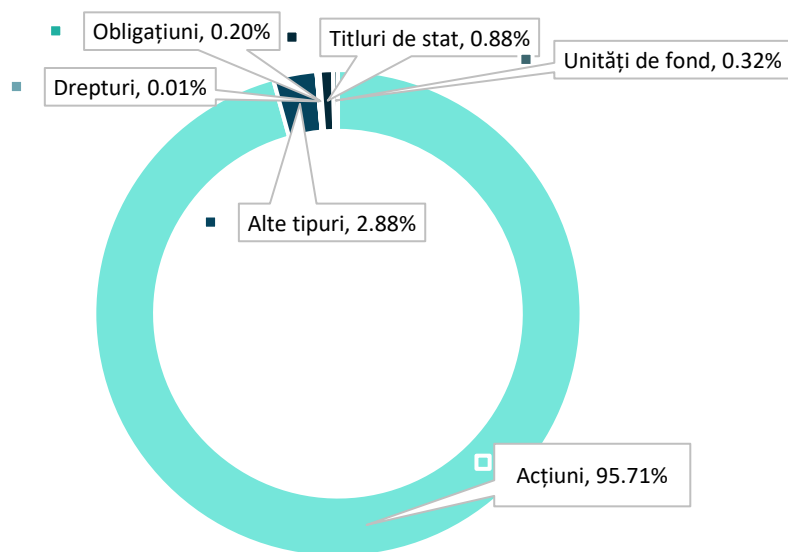 Obligațiuni, 0.20%
Titluri de stat, 0.88%
Unități de fond, 0.32%
Drepturi, 0.01%
Alte tipuri, 2.88%
Acțiuni, 95.71%